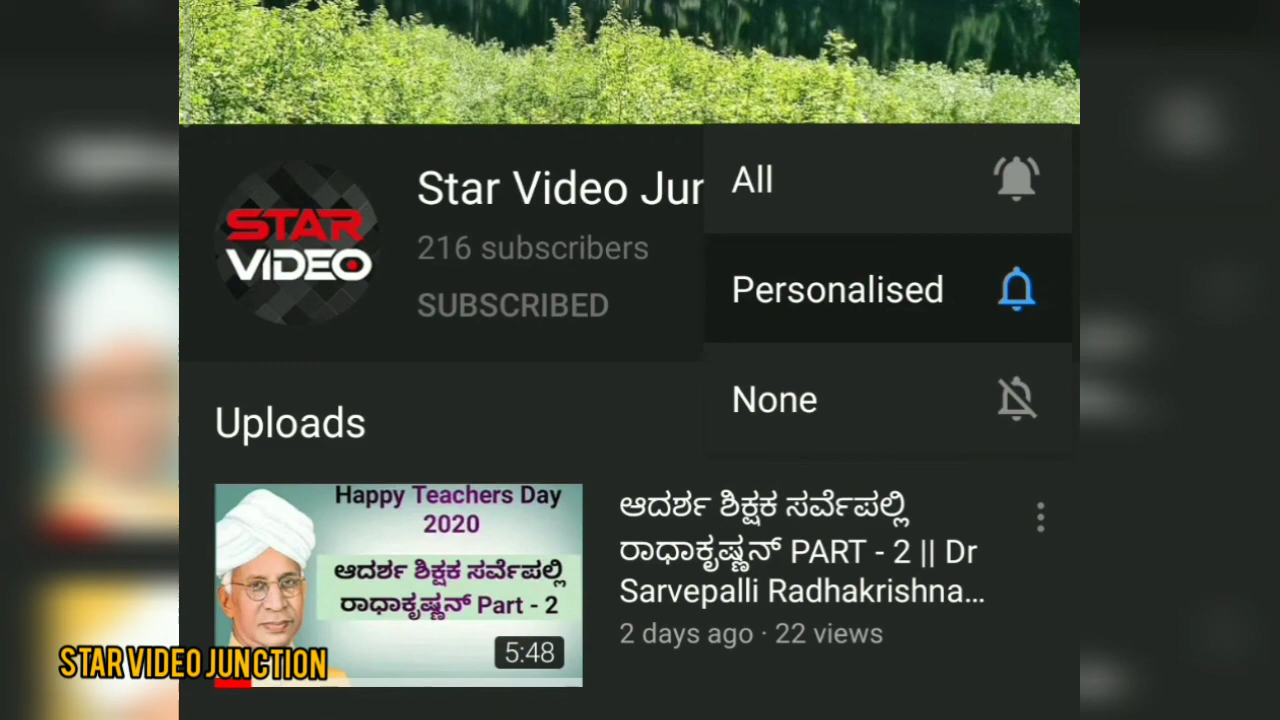 STAR
VIDEO
Star Video Jun
216 subscribers
SUBSCRIBED
All
Personalised
None
Uploads
Happy Teachers Day
2020
ಆದರ್ಶ ಶಿಕ್ಷಕ ಸರ್ವೆಪಲ್ಲಿ
ರಾಧಾಕೃಷ್ಣನ್ Part - 2
5:48
ಆದರ್ಶ ಶಿಕ್ಷಕ ಸರ್ವೆಪಲ್ಲಿ
ರಾಧಾಕೃಷ್ಣನ್ PART - 2 || Dr
Sarvepalli Radhakrishna...
2 days ago · 22 views
STAR VIDEO JUNCTION